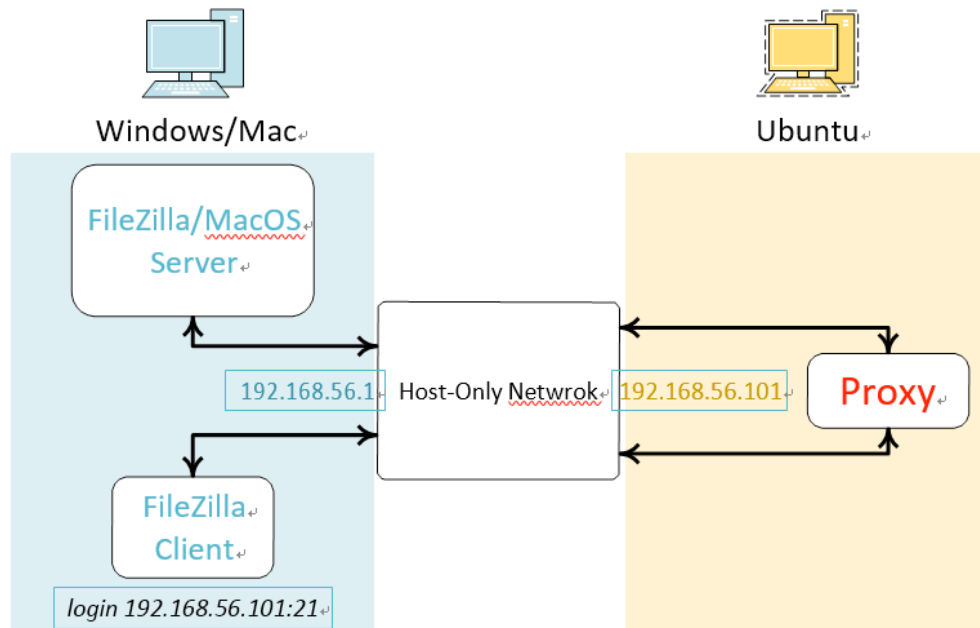 Windows/Mac
Ubuntu
FileZilla/MacOS
Server
192.168.56.1
Host-Only Netwrok
192.168.56.101
Proxy
FileZilla
Client
login 192.168.56.101:21